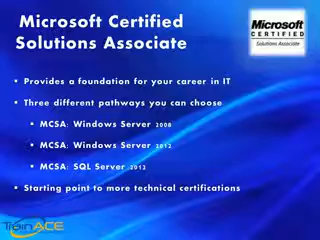 Microsoft Certified
Solutions Associate
Microsoft
CERTIFIED
Solutions Associate
• Provides a foundation for your career in IT
• Three different pathways you can choose
• MCSA: Windows Server 2008
• MCSA: Windows Server 2012
• MCSA: SQL Server 2012
• Starting point to more technical certifications
TrainACE